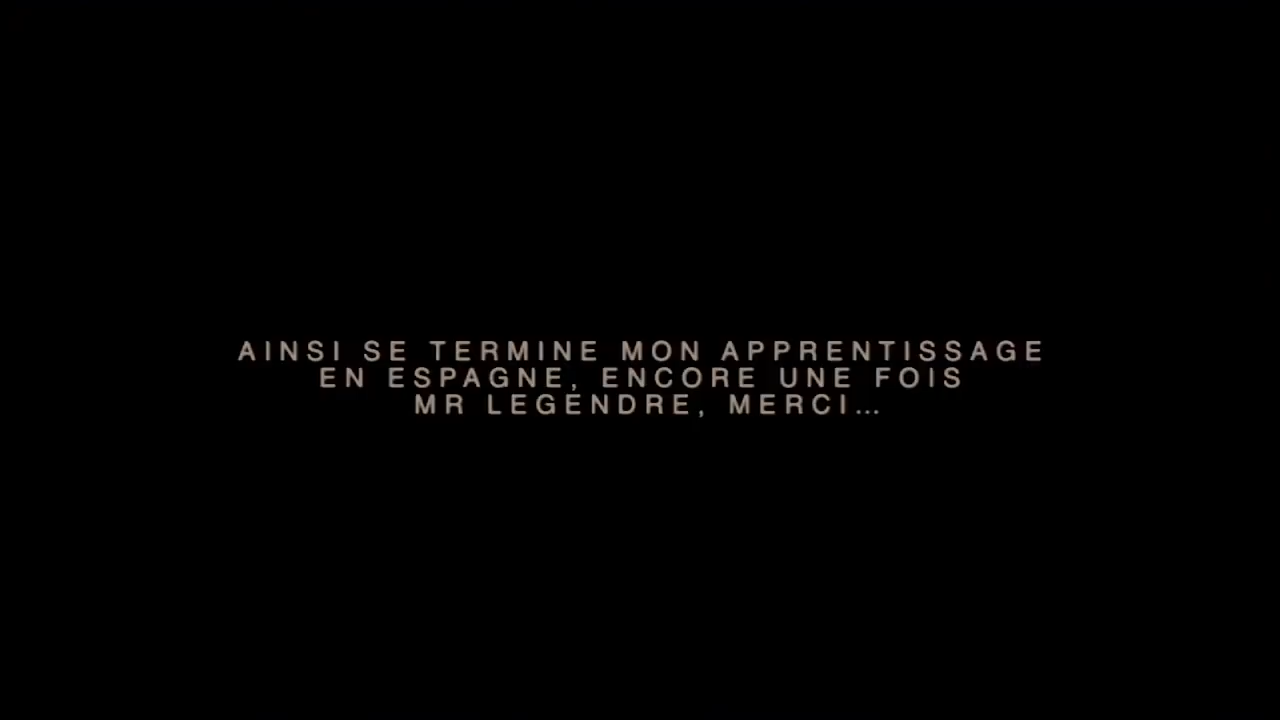 AINSI SE TERMINE MON APPRENTISSAGE
EN ESPAGNE, ENCORE UNE FOIS
MR LEGENDRE, MERCI...